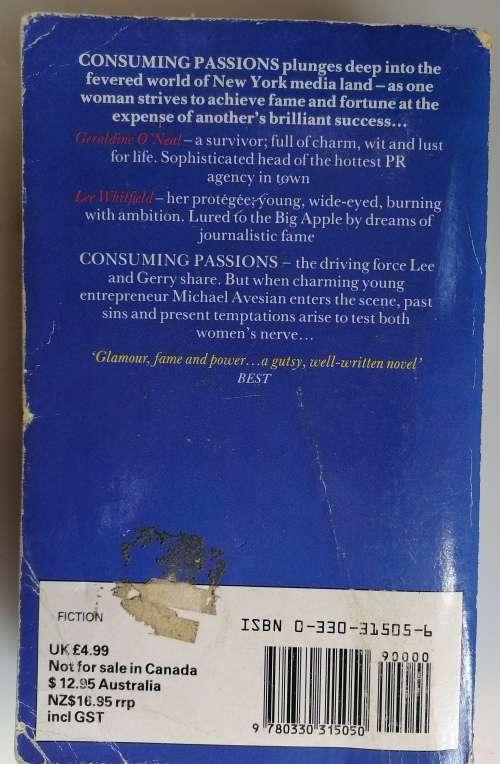 CONSUMING PASSIONS plunges deep into the
fevered world of New York media land – as one
woman strives to achieve fame and fortune at the
expense of another's brilliant success...
Geraldine O'Neal – a survivor; full of charm, wit and lust
for life. Sophisticated head of the hottest PR
agency in town
Lee Whitfield – her protégée; young, wide-eyed, burning
with ambition. Lured to the Big Apple by dreams of
journalistic fame
CONSUMING PASSIONS – the driving force Lee
and Gerry share. But when charming young
entrepreneur Michael Avesian enters the scene, past
sins and present temptations arise to test both
women's nerve...
'Glamour, fame and power...a gutsy, well-written novel'
BEST
FICTION
ISBN 0-330-31505-6
UK £4.99
Not for sale in Canada
$ 12.95 Australia
NZ$16.95 rrp
incl GST
90000
9 780330 315050